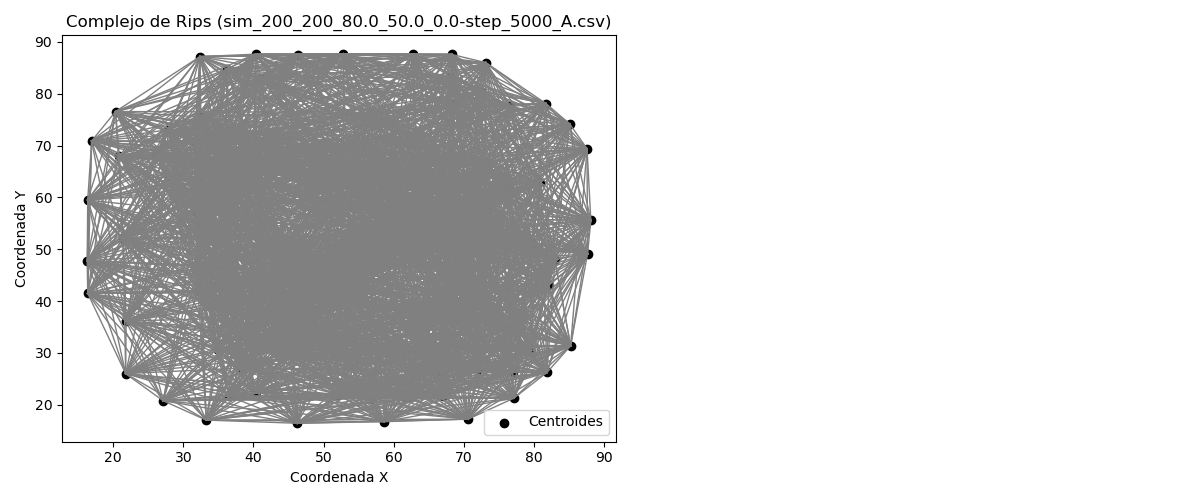 Complejo de Rips (sim_200_200_80.0_50.0_0.0-step_5000_A.csv)
90
80
70
60
50
40
30
20
Coordenada Y
Centroides
20 30 40 50 60 70 80 90
Coordenada X